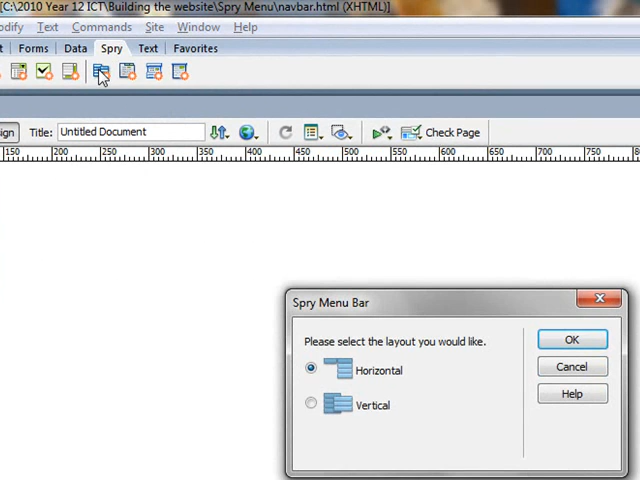 [C:\2010 Year 12 ICT\Building the website\Spry Menu\navbar.html (XHTML)]
odify Text Commands Site Window Help
t Forms Data Spry Text Favorites
ign Title: Untitled Document Check Page
150 200 250 300 350 400 450 500 550 600 650 700 750 80
Spry Menu Bar
Please select the layout you would like.
OK
Horizontal
Cancel
Help
Vertical